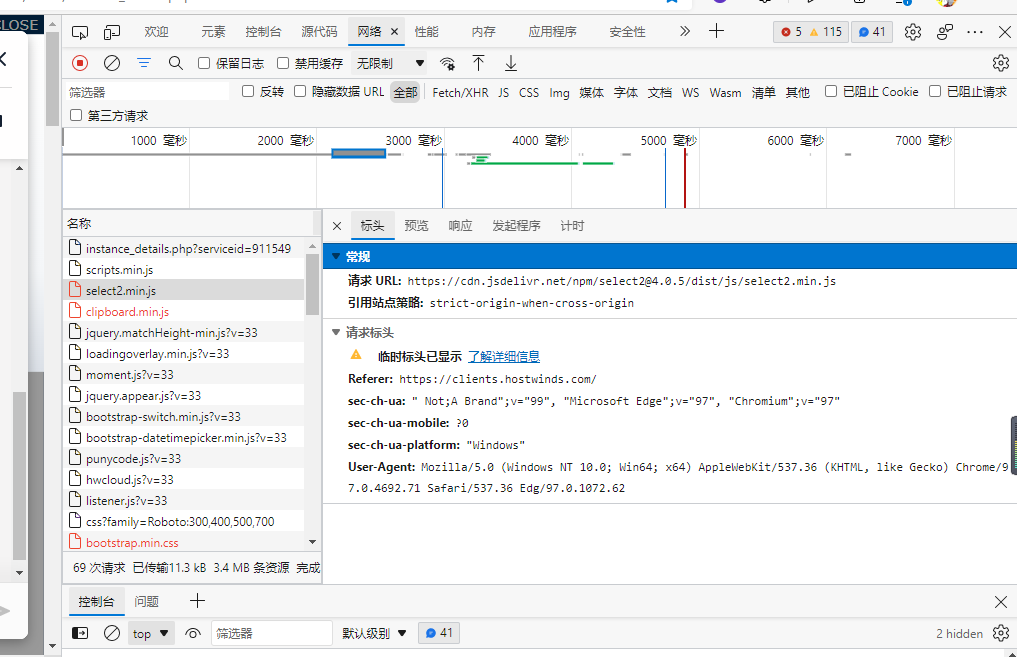 CLOSE
欢迎 元素 控制台 源代码 网络 性能 内存 应用程序 安全性 5 115 41
保留日志 禁用缓存 无限制
筛选器 反转 隐藏数据 URL 全部 Fetch/XHR JS CSS Img 媒体 字体 文档 WS Wasm 清单 其他 已阻止 Cookie 已阻止请求
第三方请求
1000 毫秒 2000 毫秒 3000 毫秒 4000 毫秒 5000 毫秒 6000 毫秒 7000 毫秒
名称
instance_details.php?serviceid=911549
scripts.min.js
select2.min.js
clipboard.min.js
jquery.matchHeight-min.js?v=33
loadingoverlay.min.js?v=33
moment.js?v=33
jquery.appear.js?v=33
bootstrap-switch.min.js?v=33
bootstrap-datetimepicker.min.js?v=33
punycode.js?v=33
hwcloud.js?v=33
listener.js?v=33
css?family=Roboto:300,400,500,700
bootstrap.min.css
69 次请求 已传输11.3 kB 3.4 MB 条资源 完成
标头 预览 响应 发起程序 计时
常规
请求 URL: https://cdn.jsdelivr.net/npm/select2@4.0.5/dist/js/select2.min.js
引用站点策略: strict-origin-when-cross-origin
请求标头
临时标头已显示 了解详细信息
Referer: https://clients.hostwinds.com/
sec-ch-ua: " Not;A Brand";v="99", "Microsoft Edge";v="97", "Chromium";v="97"
sec-ch-ua-mobile: ?0
sec-ch-ua-platform: "Windows"
User-Agent: Mozilla/5.0 (Windows NT 10.0; Win64; x64) AppleWebKit/537.36 (KHTML, like Gecko) Chrome/9
7.0.4692.71 Safari/537.36 Edg/97.0.1072.62
控制台 问题
top 筛选器 默认级别 41 2 hidden